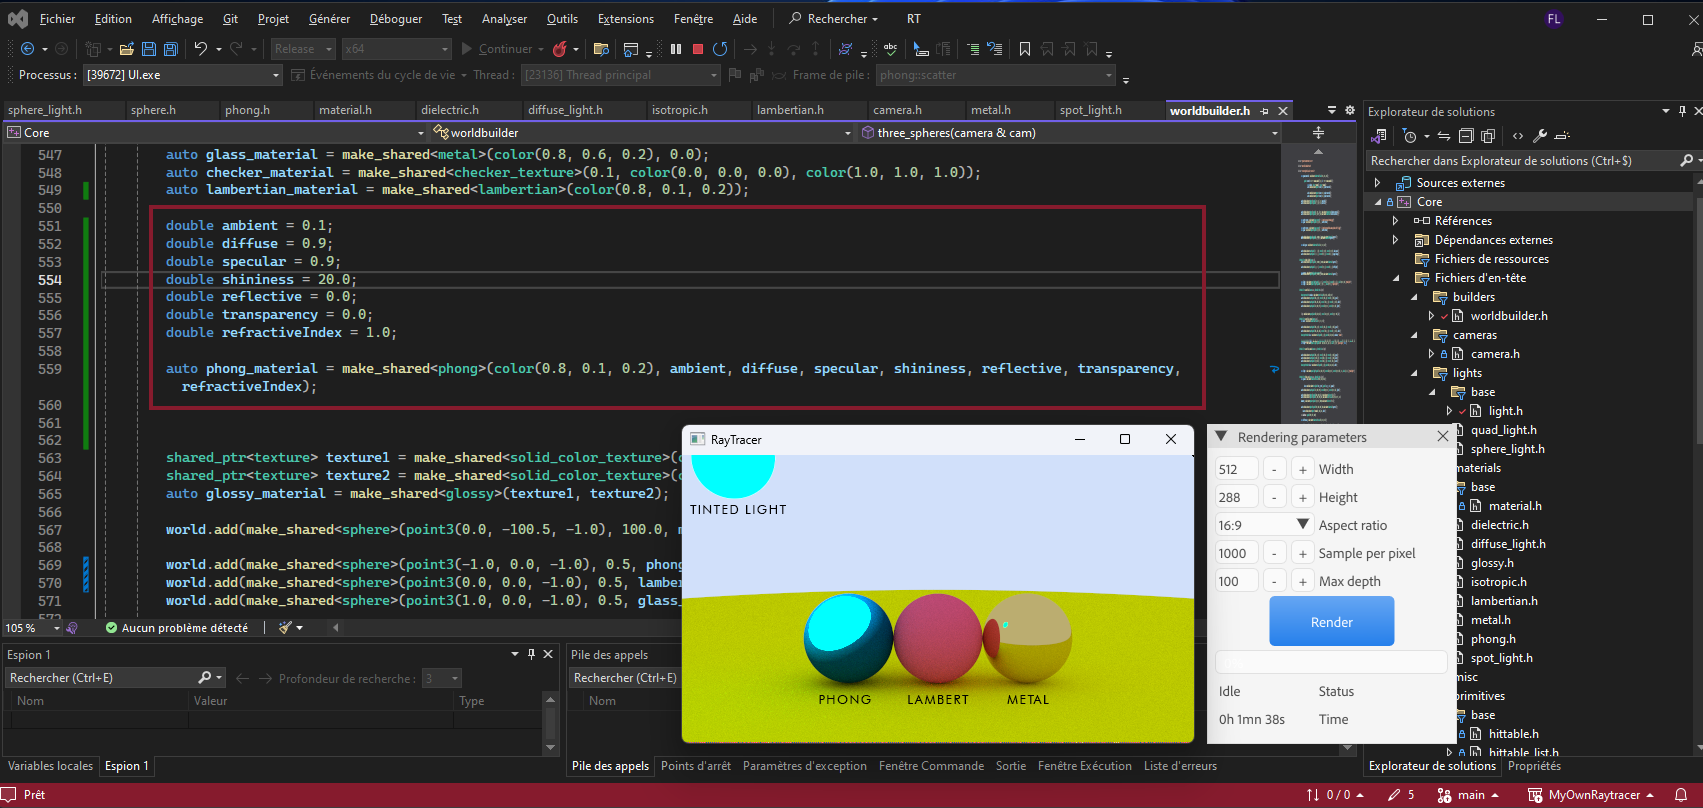 Fichier Edition Affichage Git Projet Générer Déboguer Test Analyser Outils Extensions Fenêtre Aide Rechercher RT FL
Release x64 Continuer
Processus : [39672] UI.exe Événements du cycle de vie Thread : [23136] Thread principal Frame de pile : phong::scatter
sphere_light.h sphere.h phong.h material.h dielectric.h diffuse_light.h isotropic.h lambertian.h camera.h metal.h spot_light.h worldbuilder.h
Core worldbuilder three_spheres(camera & cam)
547 auto glass_material = make_shared<metal>(color(0.8, 0.6, 0.2), 0.0);
548 auto checker_material = make_shared<checker_texture>(0.1, color(0.0, 0.0, 0.0), color(1.0, 1.0, 1.0));
549 auto lambertian_material = make_shared<lambertian>(color(0.8, 0.1, 0.2));
550
551 double ambient = 0.1;
552 double diffuse = 0.9;
553 double specular = 0.9;
554 double shininess = 20.0;
555 double reflective = 0.0;
556 double transparency = 0.0;
557 double refractiveIndex = 1.0;
558
559 auto phong_material = make_shared<phong>(color(0.8, 0.1, 0.2), ambient, diffuse, specular, shininess, reflective, transparency,
refractiveIndex);
560
561
562
563 shared_ptr<texture> texture1 = make_shared<solid_color_texture>(
564 shared_ptr<texture> texture2 = make_shared<solid_color_texture>(
565 auto glossy_material = make_shared<glossy>(texture1, texture2);
566
567 world.add(make_shared<sphere>(point3(0.0, -100.5, -1.0), 100.0, m
568
569 world.add(make_shared<sphere>(point3(-1.0, 0.0, -1.0), 0.5, phong
570 world.add(make_shared<sphere>(point3(0.0, 0.0, -1.0), 0.5, lamber
571 world.add(make_shared<sphere>(point3(1.0, 0.0, -1.0), 0.5, glass_
105 % Aucun problème détecté
RayTracer
TINTED LIGHT
PHONG LAMBERT METAL
Rendering parameters
512 - + Width
288 - + Height
16:9 Aspect ratio
1000 - + Sample per pixel
100 - + Max depth
Render
Idle Status
0h 1mn 38s Time
Explorateur de solutions
Rechercher dans Explorateur de solutions (Ctrl+$)
Sources externes
Core
Références
Dépendances externes
Fichiers de ressources
Fichiers d'en-tête
builders
worldbuilder.h
cameras
camera.h
lights
base
light.h
quad_light.h
sphere_light.h
materials
base
material.h
dielectric.h
diffuse_light.h
glossy.h
isotropic.h
lambertian.h
metal.h
phong.h
spot_light.h
misc
primitives
base
hittable.h
hittable_list.h
Explorateur de solutions Propriétés
Espion 1
Rechercher (Ctrl+E) Profondeur de recherche : 3
Nom Valeur Type
Variables locales Espion 1
Pile des appels
Rechercher (Ctrl+E)
Nom
Pile des appels Points d'arrêt Paramètres d'exception Fenêtre Commande Sortie Fenêtre Exécution Liste d'erreurs
Prêt 0 / 0 5 main MyOwnRaytracer